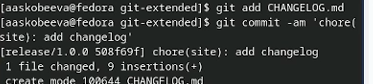 [aaskobeeva@fedora git-extended]$ git add CHANGELOG.md
[aaskobeeva@fedora git-extended]$ git commit -am 'chore(
site): add changelog'
[release/1.0.0 508f69f] chore(site): add changelog
 1 file changed, 9 insertions(+)
 create mode 100644 CHANGELOG.md